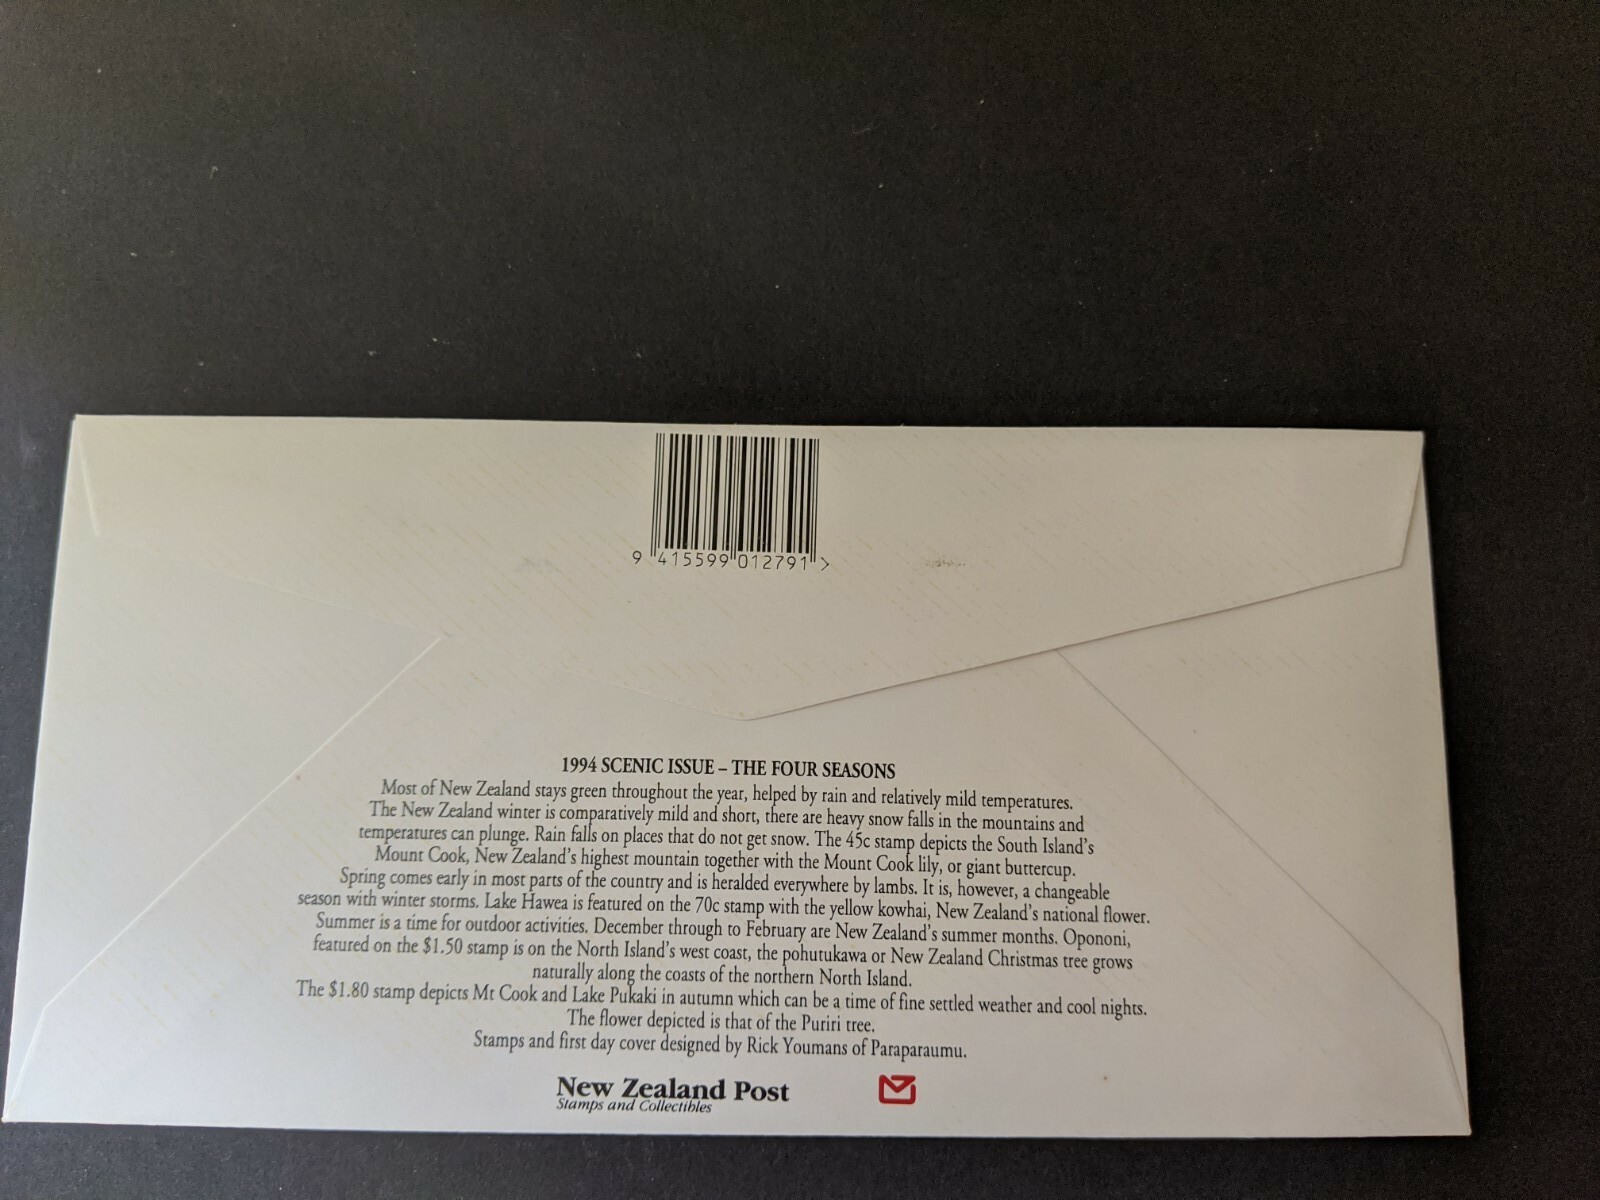 9 415599 012791 >
1994 SCENIC ISSUE – THE FOUR SEASONS
Most of New Zealand stays green throughout the year, helped by rain and relatively mild temperatures.
The New Zealand winter is comparatively mild and short, there are heavy snow falls in the mountains and
temperatures can plunge. Rain falls on places that do not get snow. The 45c stamp depicts the South Island's
Mount Cook, New Zealand's highest mountain together with the Mount Cook lily, or giant buttercup.
Spring comes early in most parts of the country and is heralded everywhere by lambs. It is, however, a changeable
season with winter storms. Lake Hawea is featured on the 70c stamp with the yellow kowhai, New Zealand's national flower.
Summer is a time for outdoor activities. December through to February are New Zealand's summer months. Opononi,
featured on the $1.50 stamp is on the North Island's west coast, the pohutukawa or New Zealand Christmas tree grows
naturally along the coasts of the northern North Island.
The $1.80 stamp depicts Mt Cook and Lake Pukaki in autumn which can be a time of fine settled weather and cool nights.
The flower depicted is that of the Puriri tree.
Stamps and first day cover designed by Rick Youmans of Paraparaumu.
New Zealand Post
Stamps and Collectibles